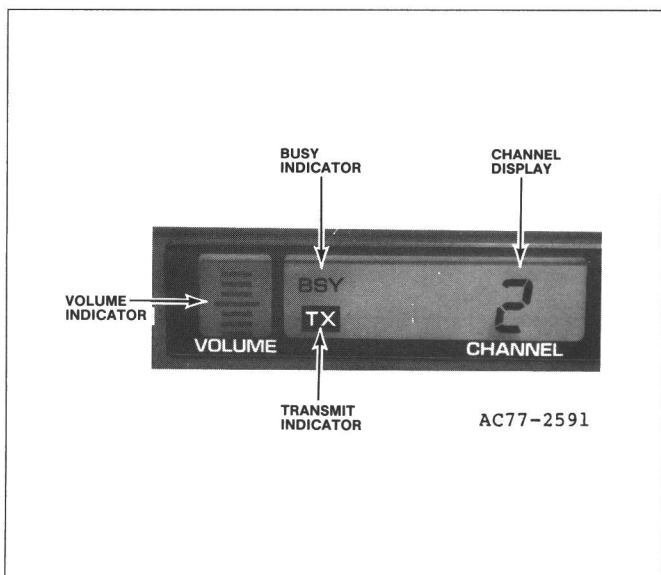 BUSY
INDICATOR
CHANNEL
DISPLAY
BSY
2
VOLUME
INDICATOR
TX
VOLUME
CHANNEL
TRANSMIT
INDICATOR
AC77-2591